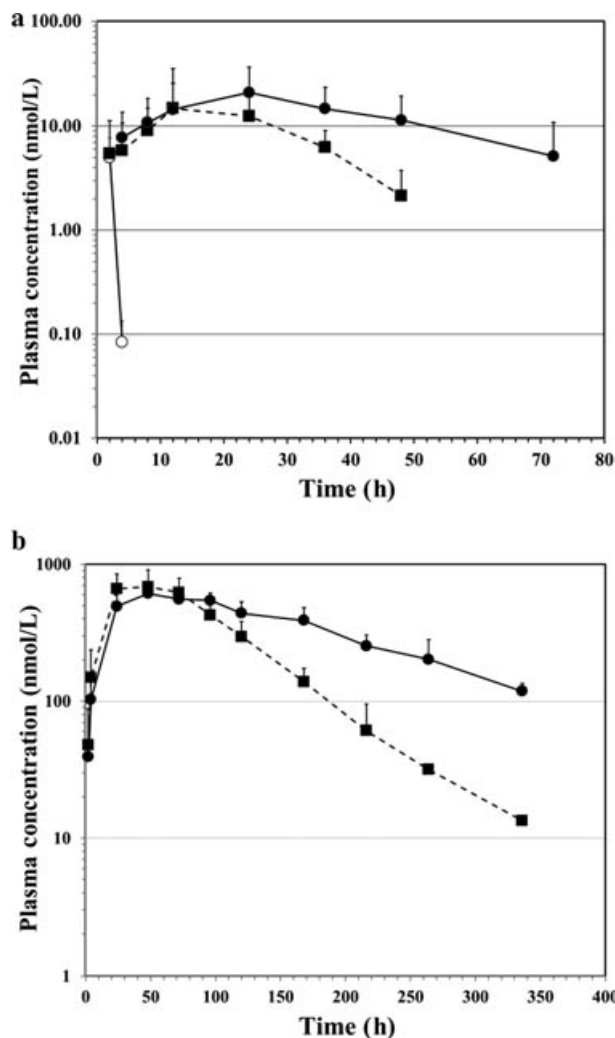 a
100.00
10.00
1.00
0.10
0.01
Plasma concentration (nmol/L)
0 10 20 30 40 50 60 70 80
Time (h)
b
1000
100
10
1
Plasma concentration (nmol/L)
0 50 100 150 200 250 300 350 400
Time (h)